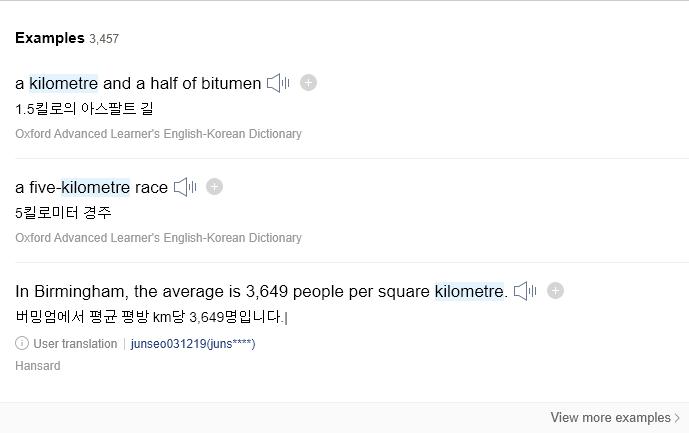 Examples 3,457
a kilometre and a half of bitumen
1.5킬로의 아스팔트 길
Oxford Advanced Learner's English-Korean Dictionary
a five-kilometre race
5킬로미터 경주
Oxford Advanced Learner's English-Korean Dictionary
In Birmingham, the average is 3,649 people per square kilometre.
버밍엄에서 평균 평방 km당 3,649명입니다.|
User translation | junseo031219(juns****)
Hansard
View more examples >